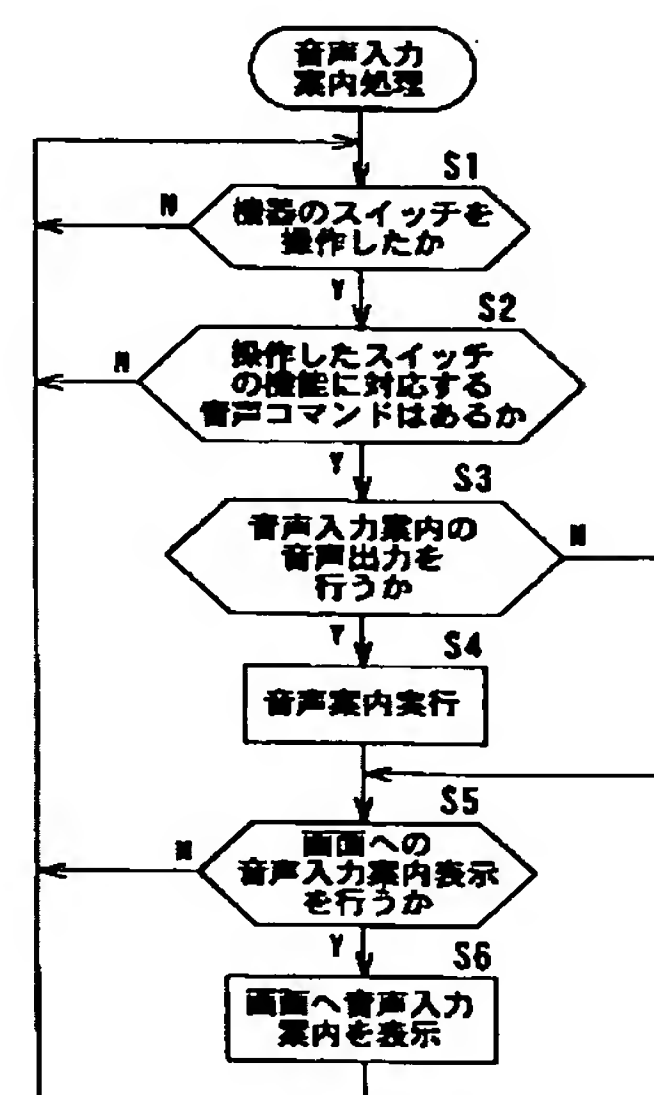 音声入力
案内処理
S1
N
機器のスイッチを
操作したか
Y
S2
N
操作したスイッチ
の機能に対応する
音声コマンドはあるか
Y
S3
音声入力案内の
音声出力を
行うか
N
Y
S4
音声案内実行
S5
N
画面への
音声入力案内表示
を行うか
Y
S6
画面へ音声入力
案内を表示